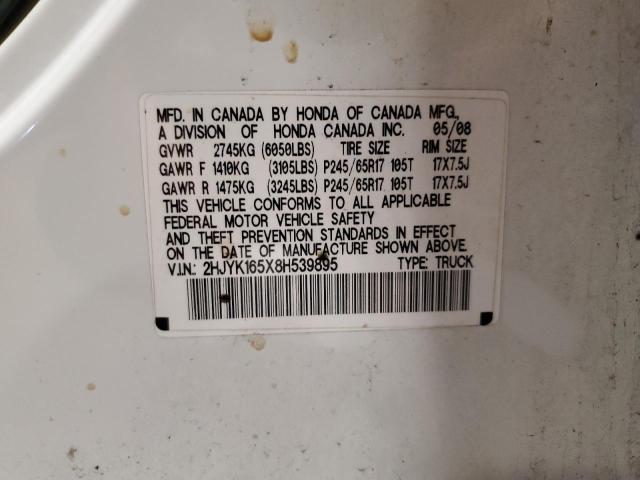 MFD. IN CANADA BY HONDA OF CANADA MFG.,
A DIVISION OF HONDA CANADA INC. 05/08
GVWR 2745KG (6050LBS) TIRE SIZE RIM SIZE
GAWR F 1410KG (3105LBS) P245/65R17 105T 17X7.5J
GAWR R 1475KG (3245LBS) P245/65R17 105T 17X7.5J
THIS VEHICLE CONFORMS TO ALL APPLICABLE
FEDERAL MOTOR VEHICLE SAFETY
AND THEFT PREVENTION STANDARDS IN EFFECT
ON THE DATE OF MANUFACTURE SHOWN ABOVE.
V.I.N.: 2HJYK165X8H539895 TYPE: TRUCK